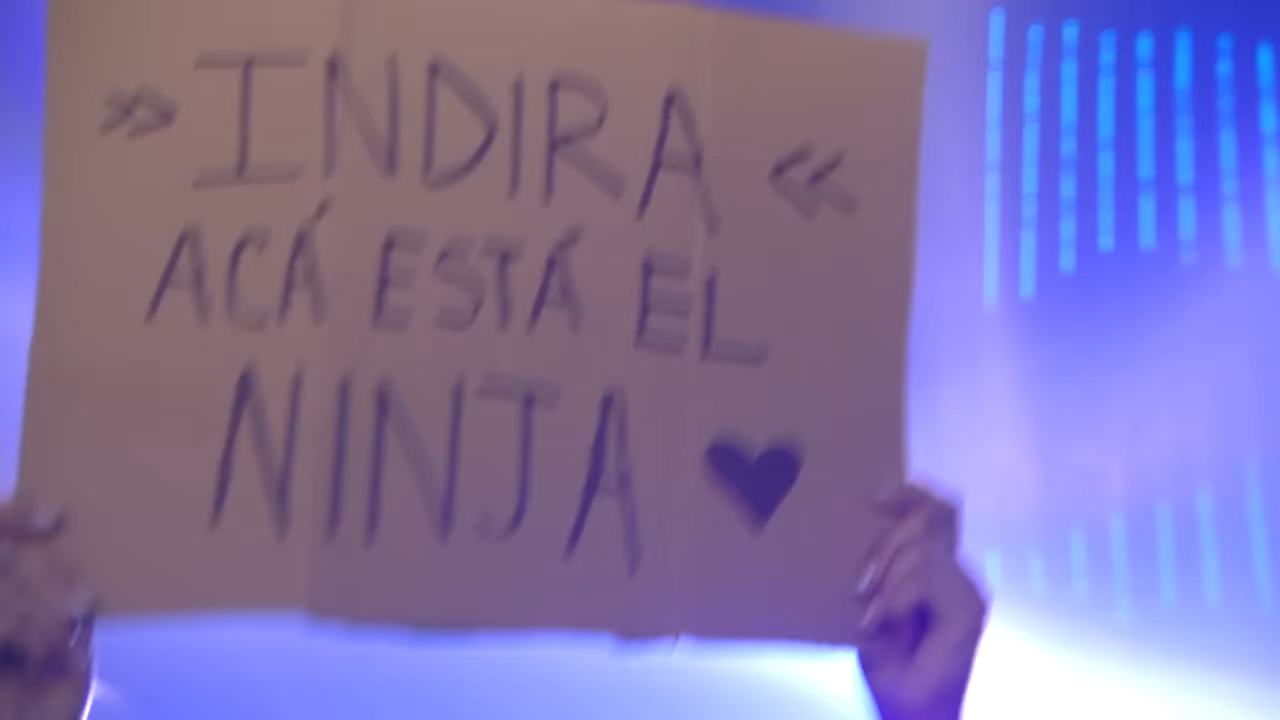 » INDIRA «
ACÁ ESTÁ EL
NINJA ♥